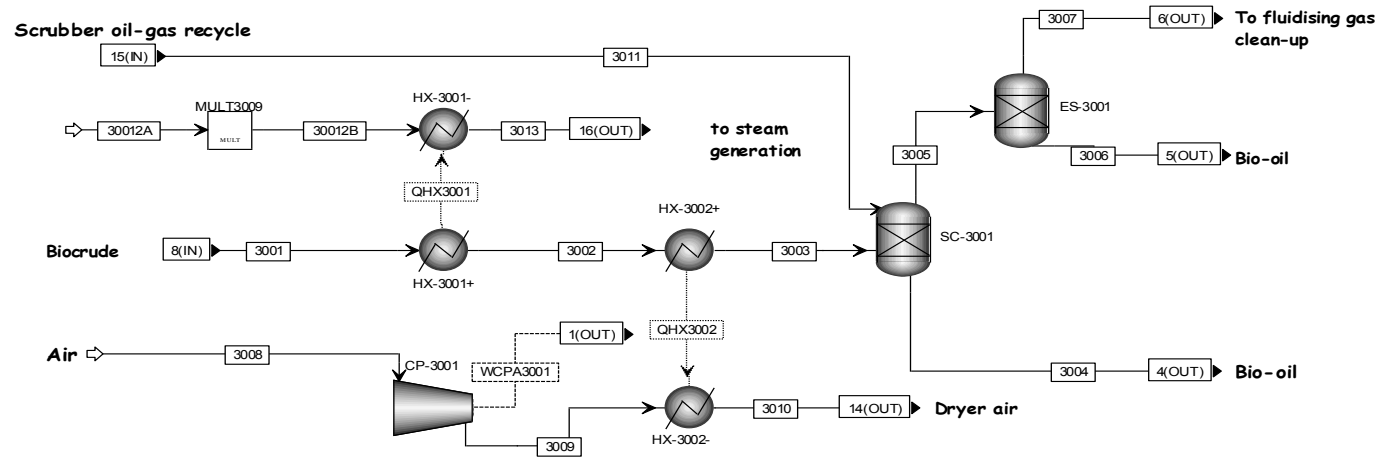 3007
6(OUT)
To fluidising gas
clean-up
Scrubber oil-gas recycle
15(IN)
3011
HX-3001-
MULT3009
ES-3001
30012A
MULT
30012B
3013
16(OUT)
to steam
generation
3005
3006
5(OUT)
Bio-oil
QHX3001
HX-3002+
SC-3001
Biocrude
8(IN)
3001
3002
3003
HX-3001+
1(OUT)
QHX3002
Air
3008
CP-3001
WCPA3001
3004
4(OUT)
Bio-oil
3010
14(OUT)
Dryer air
HX-3002-
3009